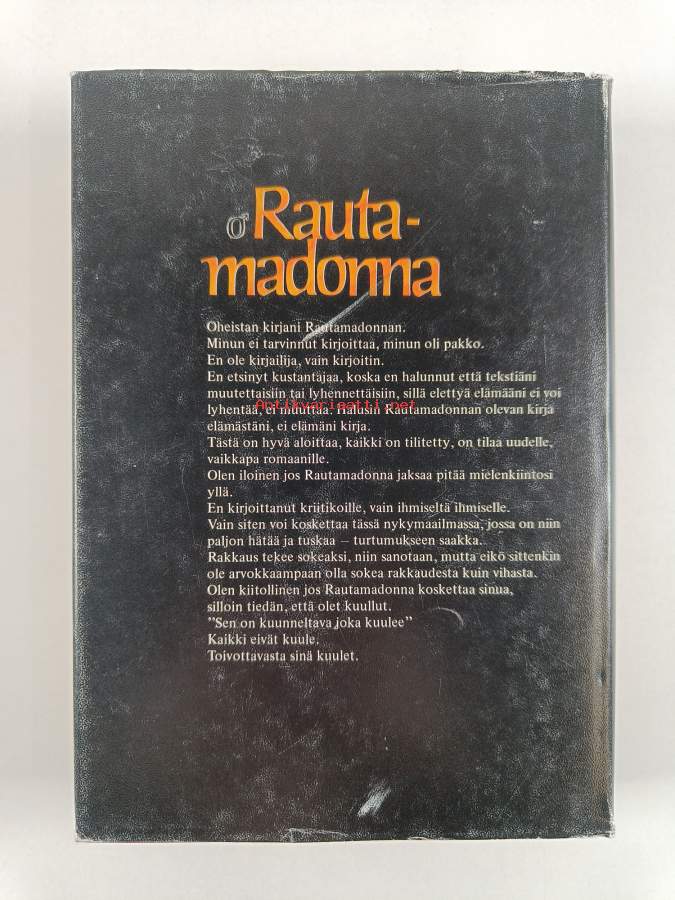 Rauta-
madonna
Oheistan kirjani Rautamadonnan.
Minun ei tarvinnut kirjoittaa, minun oli pakko.
En ole kirjailija, vain kirjoitin.
En etsinyt kustantajaa, koska en halunnut että tekstiäni
muutettaisiin tai lyhennettäisiin, sillä elettyä elämääni ei voi
Antikvariaatti.net
lyhentää, ei muuttaa. Halusin Rautamadonnan olevan kirja
elämästäni, ei elämäni kirja.
Tästä on hyvä aloittaa, kaikki on tilitetty, on tilaa uudelle,
vaikkapa romaanille.
Olen iloinen jos Rautamadonna jaksaa pitää mielenkiintosi
yllä.
En kirjoittanut kriitikoille, vain ihmiseltä ihmiselle.
Vain siten voi koskettaa tässä nykymaailmassa, jossa on niin
paljon hätää ja tuskaa — turtumukseen saakka.
Rakkaus tekee sokeaksi, niin sanotaan, mutta eikö sittenkin
ole arvokkaampaan olla sokea rakkaudesta kuin vihasta.
Olen kiitollinen jos Rautamadonna koskettaa sinua,
silloin tiedän, että olet kuullut.
”Sen on kuunneltava joka kuulee”
Kaikki eivät kuule.
Toivottavasta sinä kuulet.